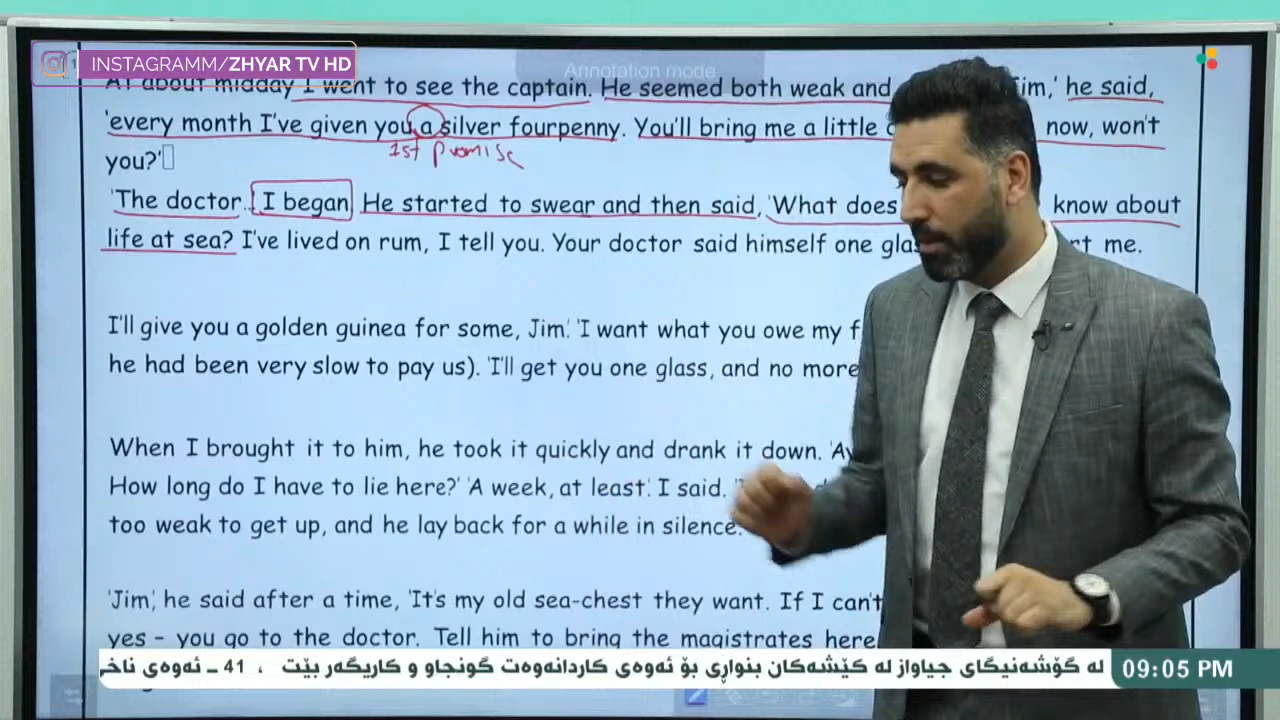 INSTAGRAMM/ZHYAR TV HD
Annotation mode
At about midday I went to see the captain. He seemed both weak and im,' he said,
'every month I've given you a silver fourpenny. You'll bring me a little now, won't
1st promise
you?'
'The doctor... I began. He started to swear and then said, 'What does know about
life at sea? I've lived on rum, I tell you. Your doctor said himself one me.
I'll give you a golden guinea for some, Jim.' 'I want what you owe my
he had been very slow to pay us). 'I'll get you one glass, and no more
When I brought it to him, he took it quickly and drank it down.
How long do I have to lie here?' 'A week, at least.' I said.
too weak to get up, and he lay back for a while in silence.
'Jim', he said after a time, 'It's my old sea-chest they want. If I can't
yes – you go to the doctor. Tell him to bring the magistrates here
لە گۆشەنیگای جیاواز لە کێشەکان بنواڕی بۆ ئەوەی کاردانەوەت گونجاو و کاریگەر بێت ، 41 ـ ئەوەی
09:05 PM